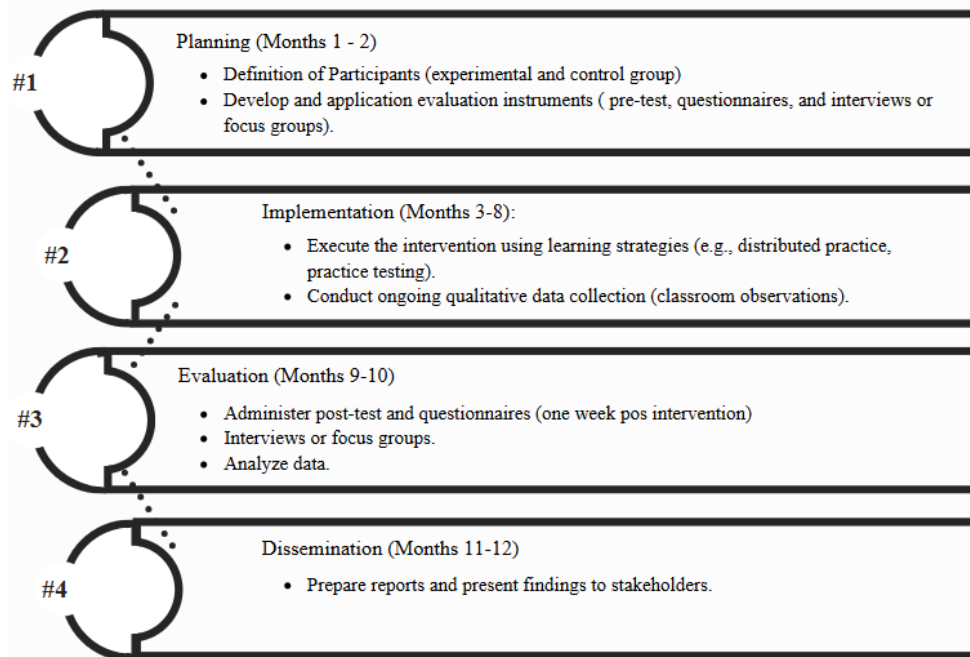 #1
Planning (Months 1 - 2)
• Definition of Participants (experimental and control group)
• Develop and application evaluation instruments ( pre-test, questionnaires, and interviews or
focus groups).
#2
Implementation (Months 3-8):
• Execute the intervention using learning strategies (e.g., distributed practice,
practice testing).
• Conduct ongoing qualitative data collection (classroom observations).
#3
Evaluation (Months 9-10)
• Administer post-test and questionnaires (one week pos intervention)
• Interviews or focus groups.
• Analyze data.
#4
Dissemination (Months 11-12)
• Prepare reports and present findings to stakeholders.